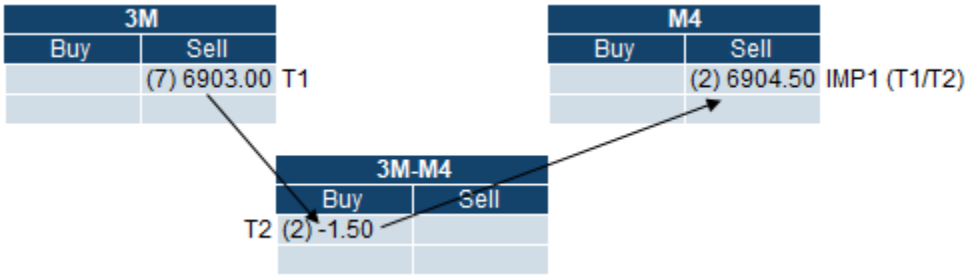 3M M4
Buy Sell Buy Sell
(7) 6903.00 T1 (2) 6904.50 IMP1 (T1/T2)
3M-M4
Buy Sell
T2 (2) -1.50